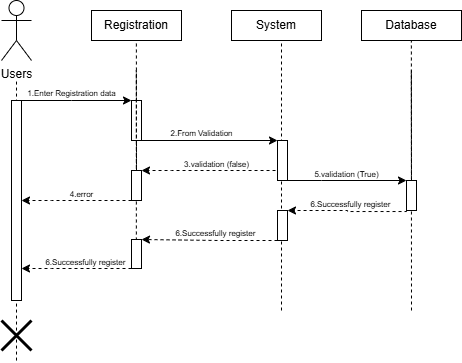 Registration
System
Database
Users
1.Enter Registration data
2.From Validation
3.validation (false)
5.validation (True)
4.error
6.Successfully register
6.Successfully register
6.Successfully register